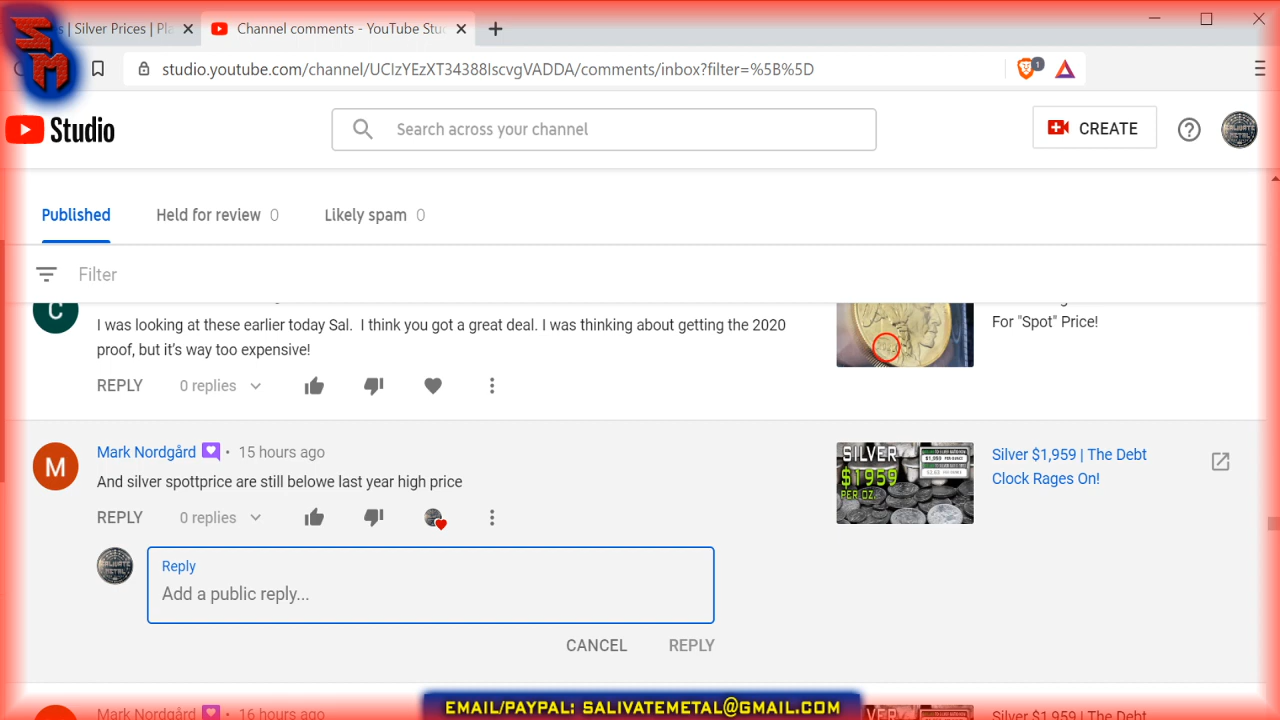 SM
s | Silver Prices | Pla
Channel comments - YouTube Stu
studio.youtube.com/channel/UCIzYEzXT34388IscvgVADDA/comments/inbox?filter=%5B%5D
1
Studio
Search across your channel
CREATE
Published
Held for review 0
Likely spam 0
Filter
C
I was looking at these earlier today Sal. I think you got a great deal. I was thinking about getting the 2020
proof, but it's way too expensive!
For "Spot" Price!
REPLY
0 replies
M
Mark Nordgård • 15 hours ago
And silver spottprice are still belowe last year high price
REPLY
0 replies
SILVER
$1959
PER OZ.
Silver $1,959 | The Debt
Clock Rages On!
Reply
Add a public reply...
CANCEL
REPLY
Mark Nordgård • 16 hours ago
Silver $1,959 | The Debt
EMAIL/PAYPAL: SALIVATEMETAL@GMAIL.COM